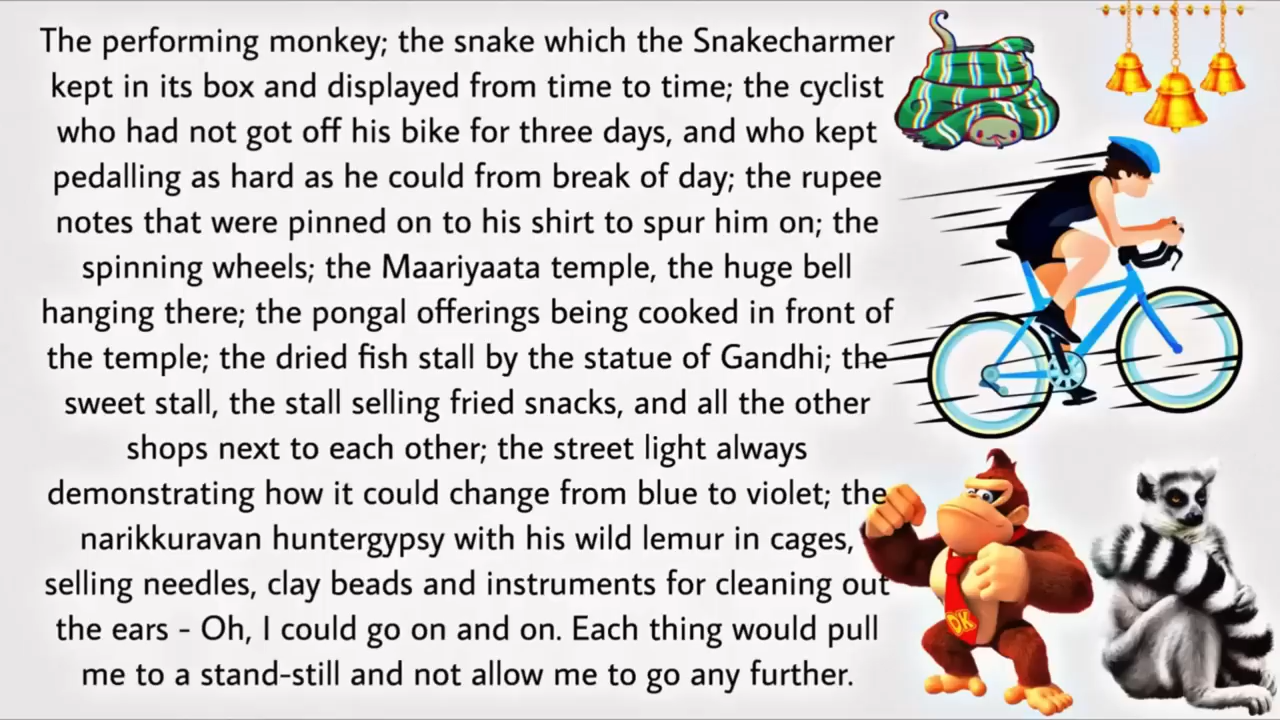 The performing monkey; the snake which the Snakecharmer
kept in its box and displayed from time to time; the cyclist
who had not got off his bike for three days, and who kept
pedalling as hard as he could from break of day; the rupee
notes that were pinned on to his shirt to spur him on; the
spinning wheels; the Maariyaata temple, the huge bell
hanging there; the pongal offerings being cooked in front of
the temple; the dried fish stall by the statue of Gandhi; the
sweet stall, the stall selling fried snacks, and all the other
shops next to each other; the street light always
demonstrating how it could change from blue to violet; the
narikkuravan huntergypsy with his wild lemur in cages,
selling needles, clay beads and instruments for cleaning out
the ears - Oh, I could go on and on. Each thing would pull
me to a stand-still and not allow me to go any further.
DK